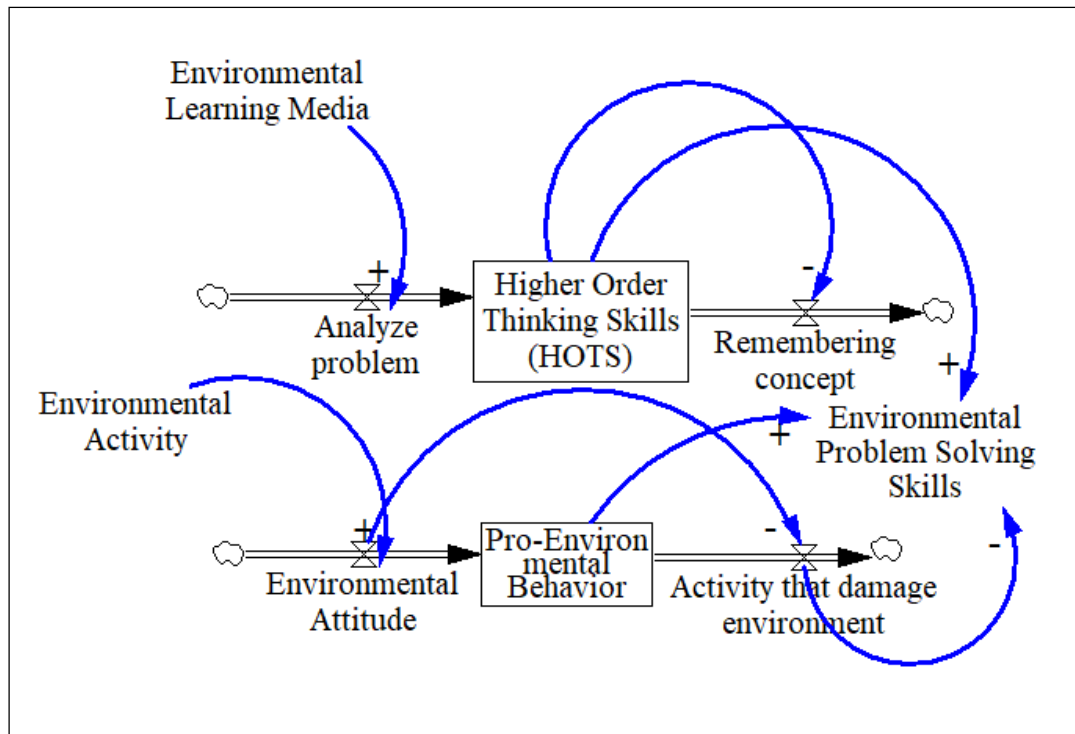 Environmental
Learning Media
+
-
Higher Order
Thinking Skills
(HOTS)
Analyze
problem
Remembering
concept
+
Environmental
Activity
Environmental
Problem Solving
Skills
+
+
-
-
Pro-Environ
mental
Behavior
Environmental
Attitude
Activity that damage
environment